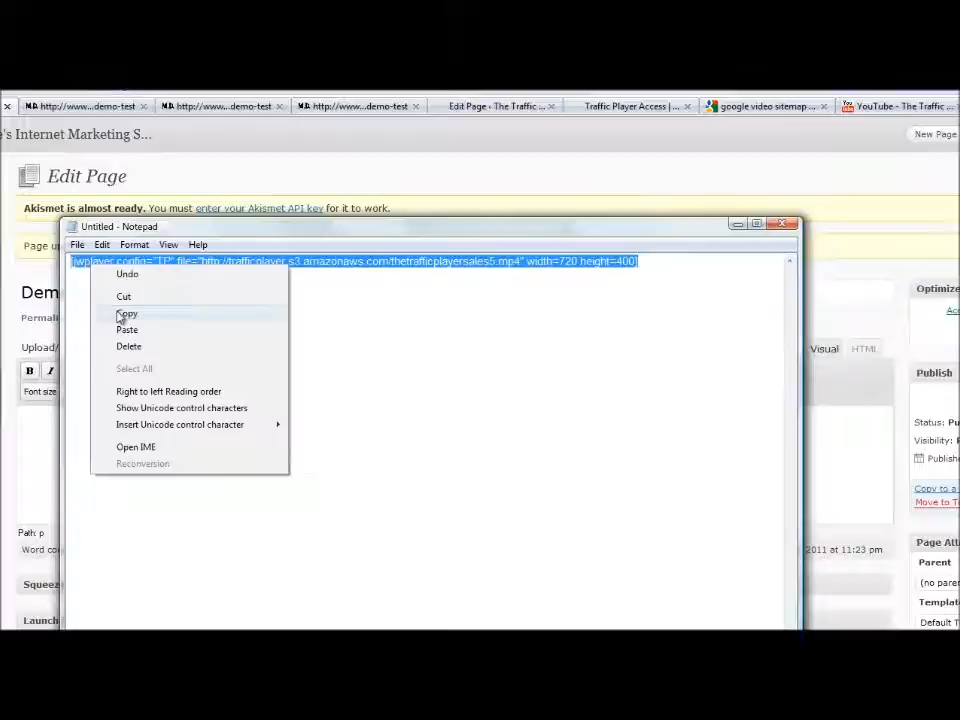 http://www...demo-test http://www...demo-test http://www...demo-test Edit Page ‹ The Traffic ... Traffic Player Access | ... google video sitemap ... YouTube - The Traffic ...
e's Internet Marketing S... New Page
Edit Page
Akismet is almost ready. You must enter your Akismet API key for it to work.
Untitled - Notepad
Page u
File Edit Format View Help
[jwplayer config="TP" file="http://trafficplayer.s3.amazonaws.com/thetrafficplayersales5.mp4" width=720 height=400]
Undo
Cut
Copy
Paste
Delete
Select All
Right to left Reading order
Show Unicode control characters
Insert Unicode control character
Open IME
Reconversion
Dem
Permali
Upload/
B I
Font size
Path: p
Word co
Squeez
Launch
Visual HTML
2011 at 11:23 pm
Optimize
Ac
Publish
Status: Pu
Visibility: P
Publishe
Copy to a
Move to T
Page Att
Parent
(no pare
Templat
Default T